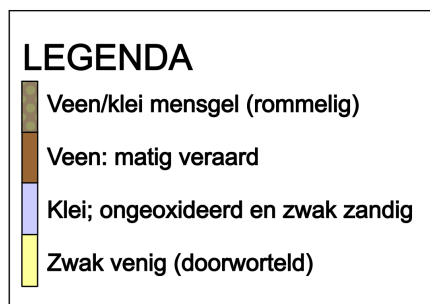 LEGENDA
Veen/klei mensgel (rommelig)
Veen: matig veraard
Klei; ongeoxideerd en zwak zandig
Zwak venig (doorworteld)